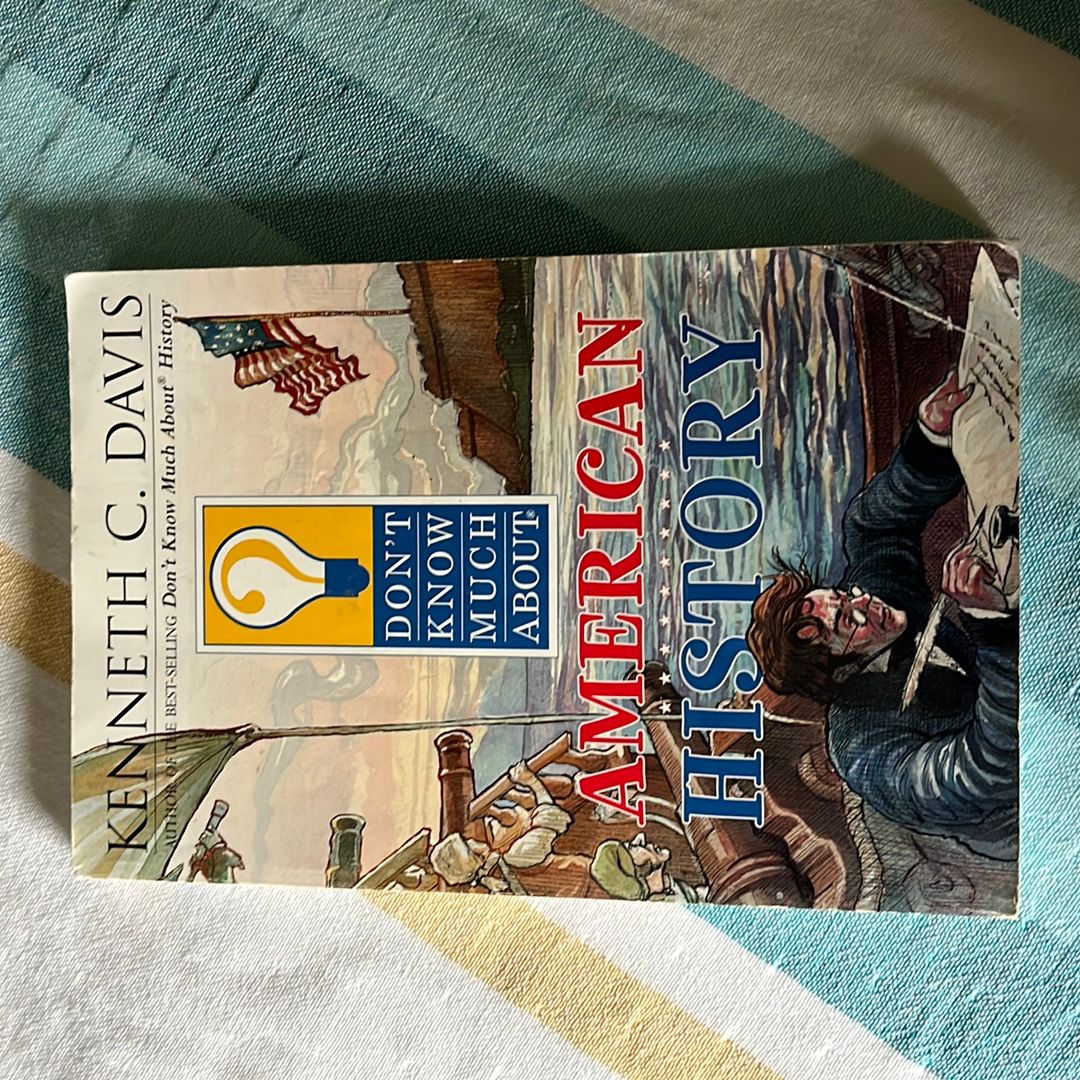 KENNETH C. DAVIS
AUTHOR OF THE BEST-SELLING Don't Know Much About® History
DON'T
KNOW
MUCH
ABOUT®
AMERICAN
HISTORY